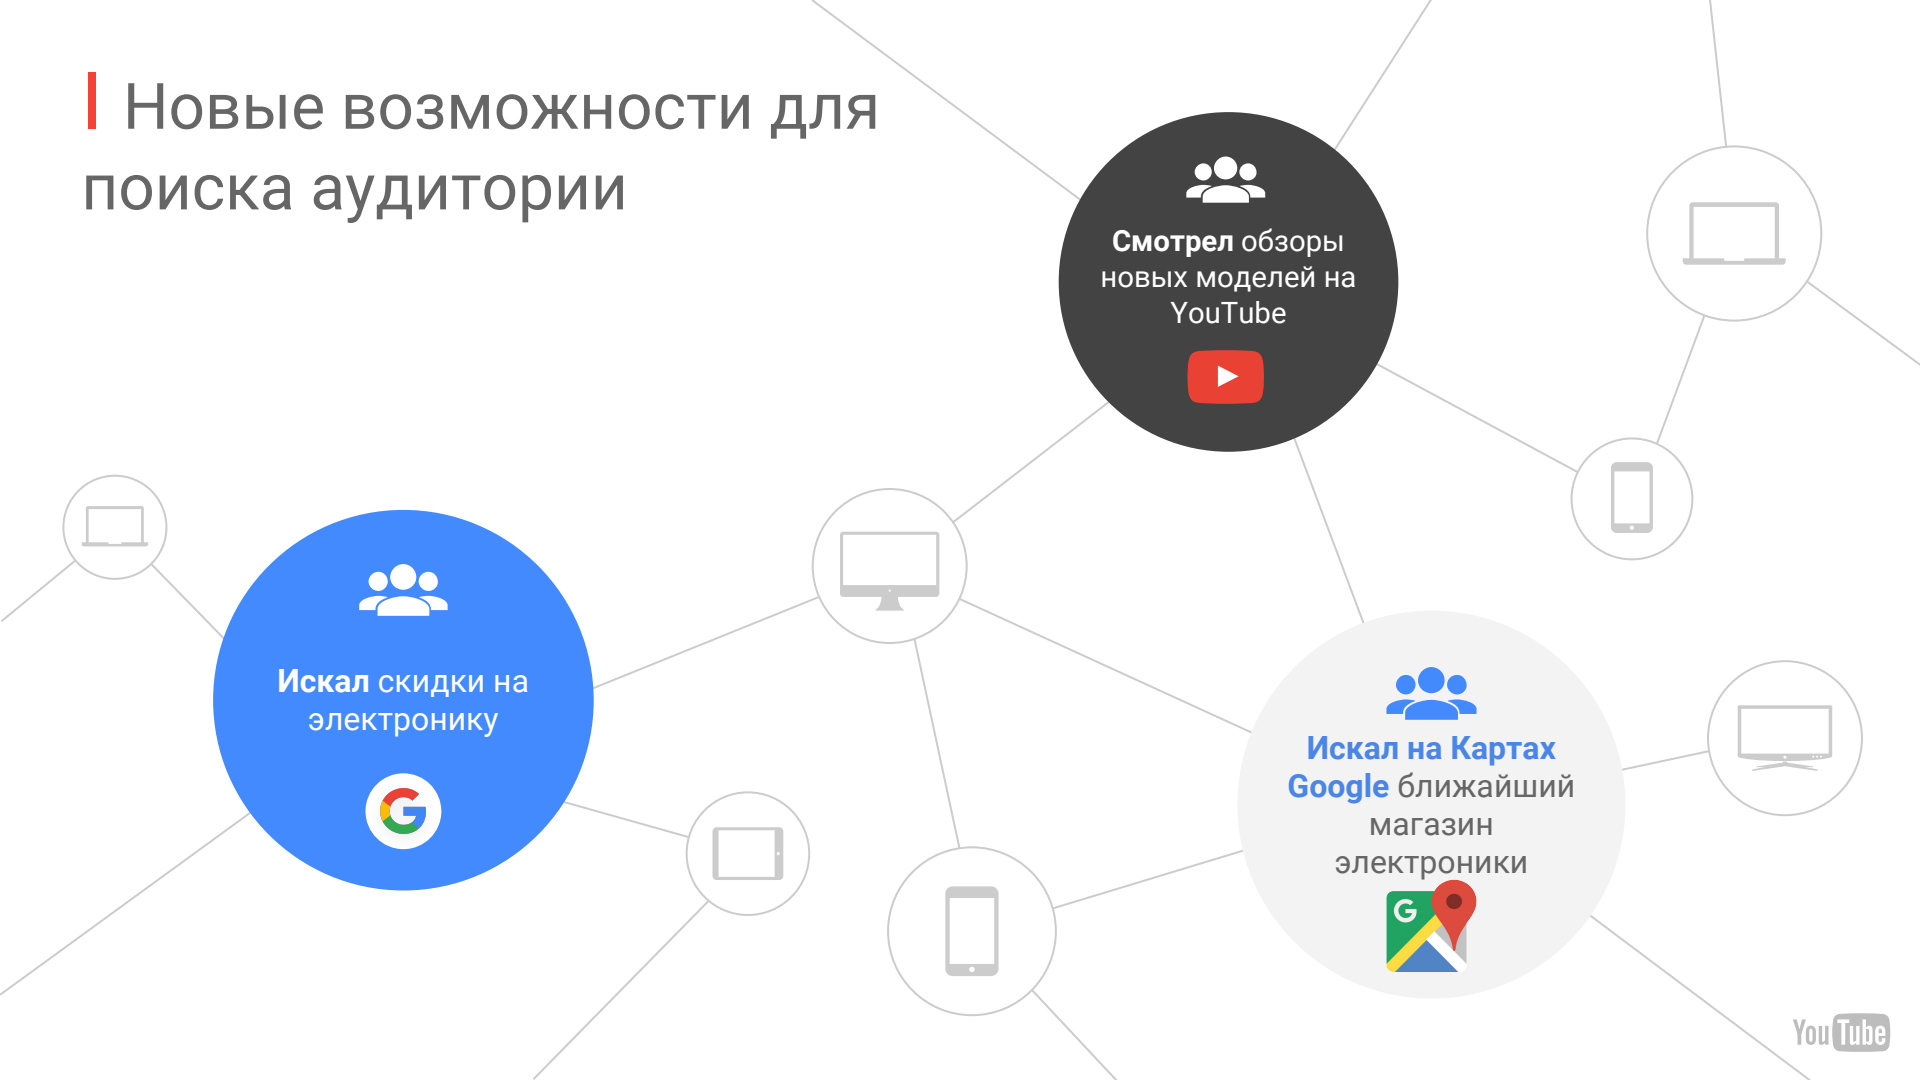 Новые возможности для
поиска аудитории
Смотрел обзоры
новых моделей на
YouTube
Искал скидки на
электронику
G
Искал на Картах
Google ближайший
магазин
электроники
G
YouTube